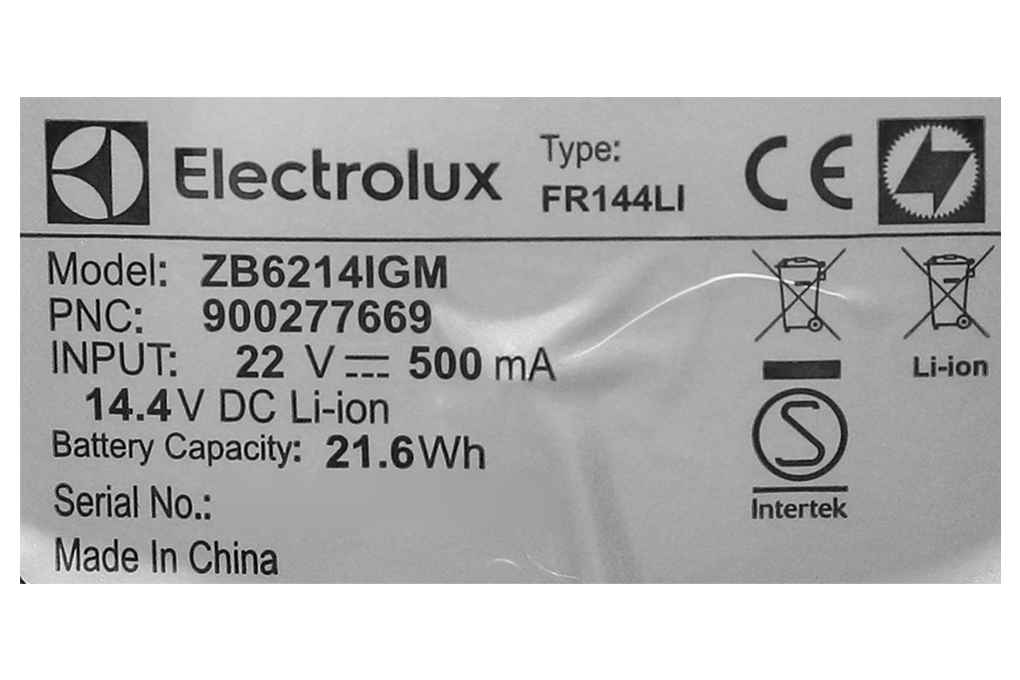 Electrolux
Type:
FR144LI
CE
Model: ZB6214IGM
PNC: 900277669
INPUT: 22 V ⎓ 500 mA
14.4V DC Li-ion
Battery Capacity: 21.6Wh
Serial No.:
Made In China
Li-ion
S
Intertek